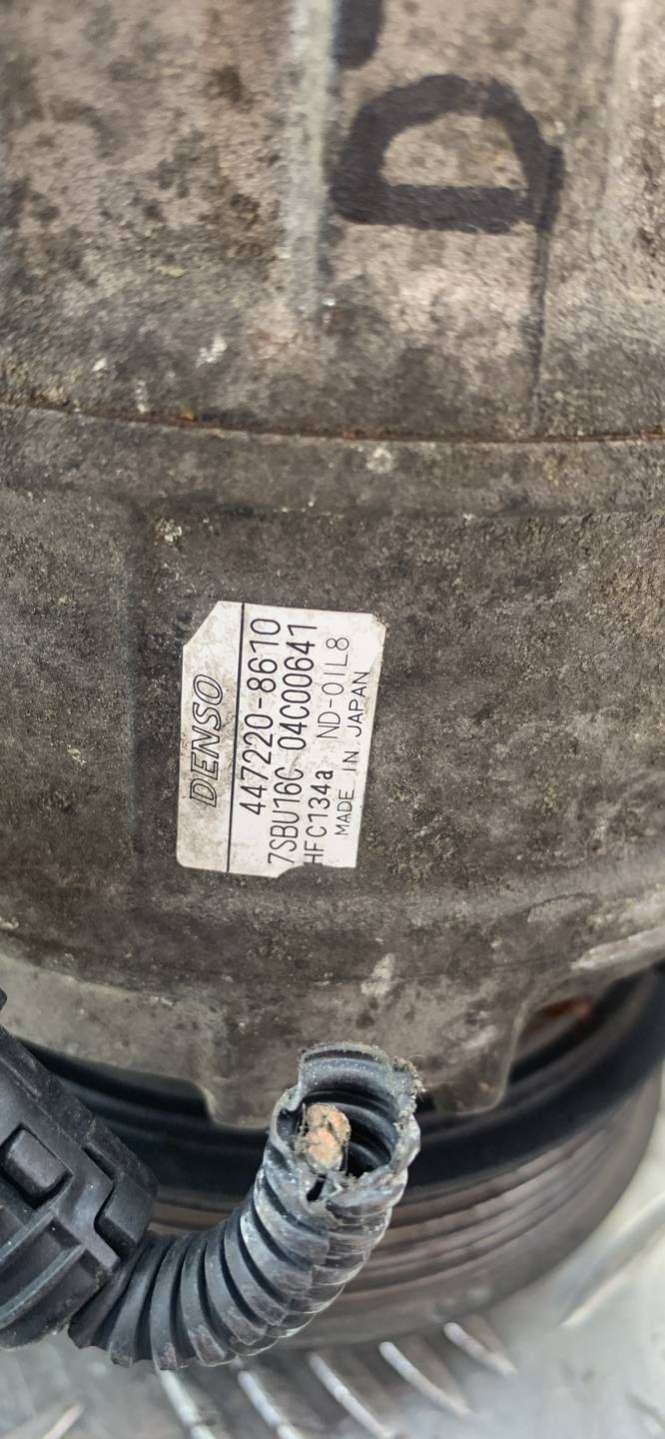 D
DENSO
447220-8610
7SBU16C 04C00641
HFC134a ND-OIL8
MADE IN JAPAN